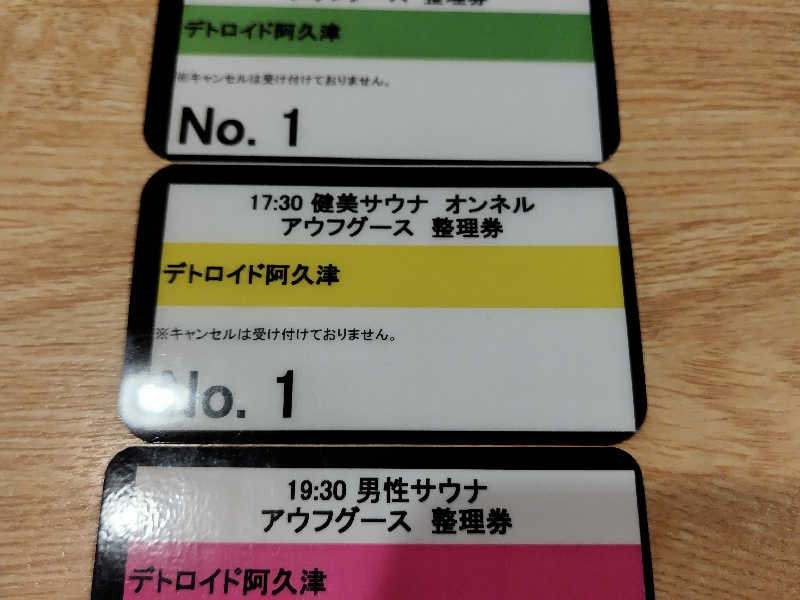 整理券
デトロイド阿久津
※キャンセルは受け付けておりません。
No. 1
17:30 健美サウナ オンネル
アウフグース 整理券
デトロイド阿久津
※キャンセルは受け付けておりません。
No. 1
19:30 男性サウナ
アウフグース 整理券
デトロイド阿久津